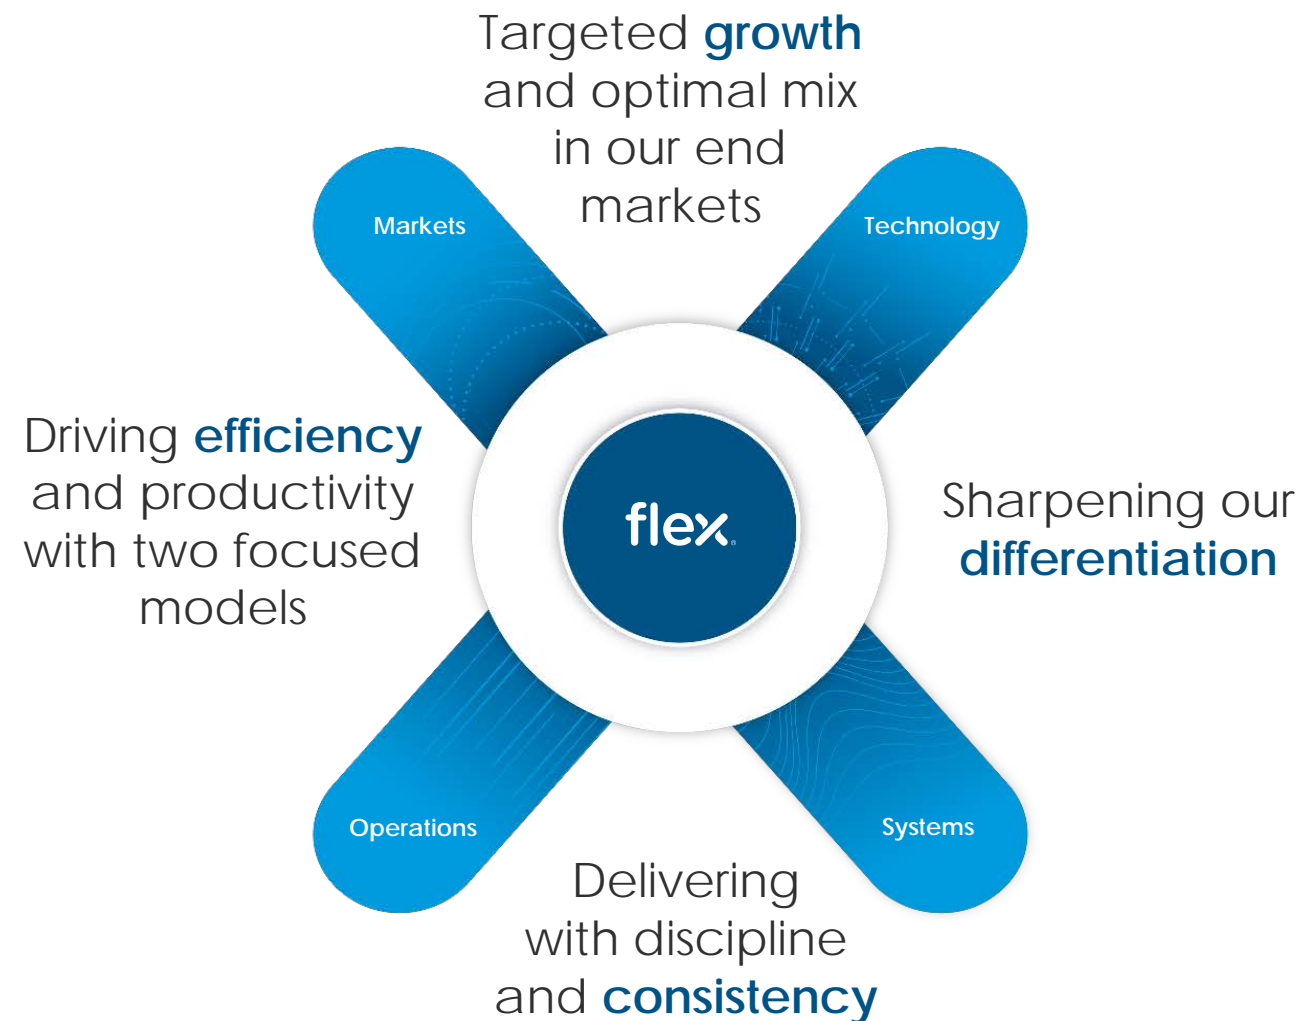 Targeted growth
and optimal mix
in our end
markets
Markets
Technology
Driving efficiency
and productivity
with two focused
models
flex
Sharpening our
differentiation
Operations
Systems
Delivering
with discipline
and consistency